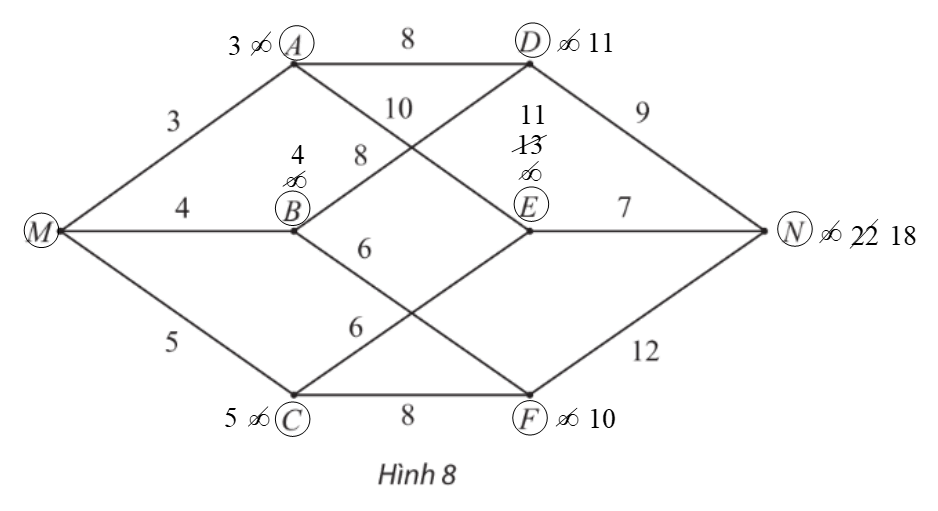 3 ∞ A 8 D ∞ 11
3 10 11 9
4 8 13
∞ ∞
4 B E 7
M 6 N ∞ 22 18
5 6 12
5 ∞ C 8 F ∞ 10
Hình 8